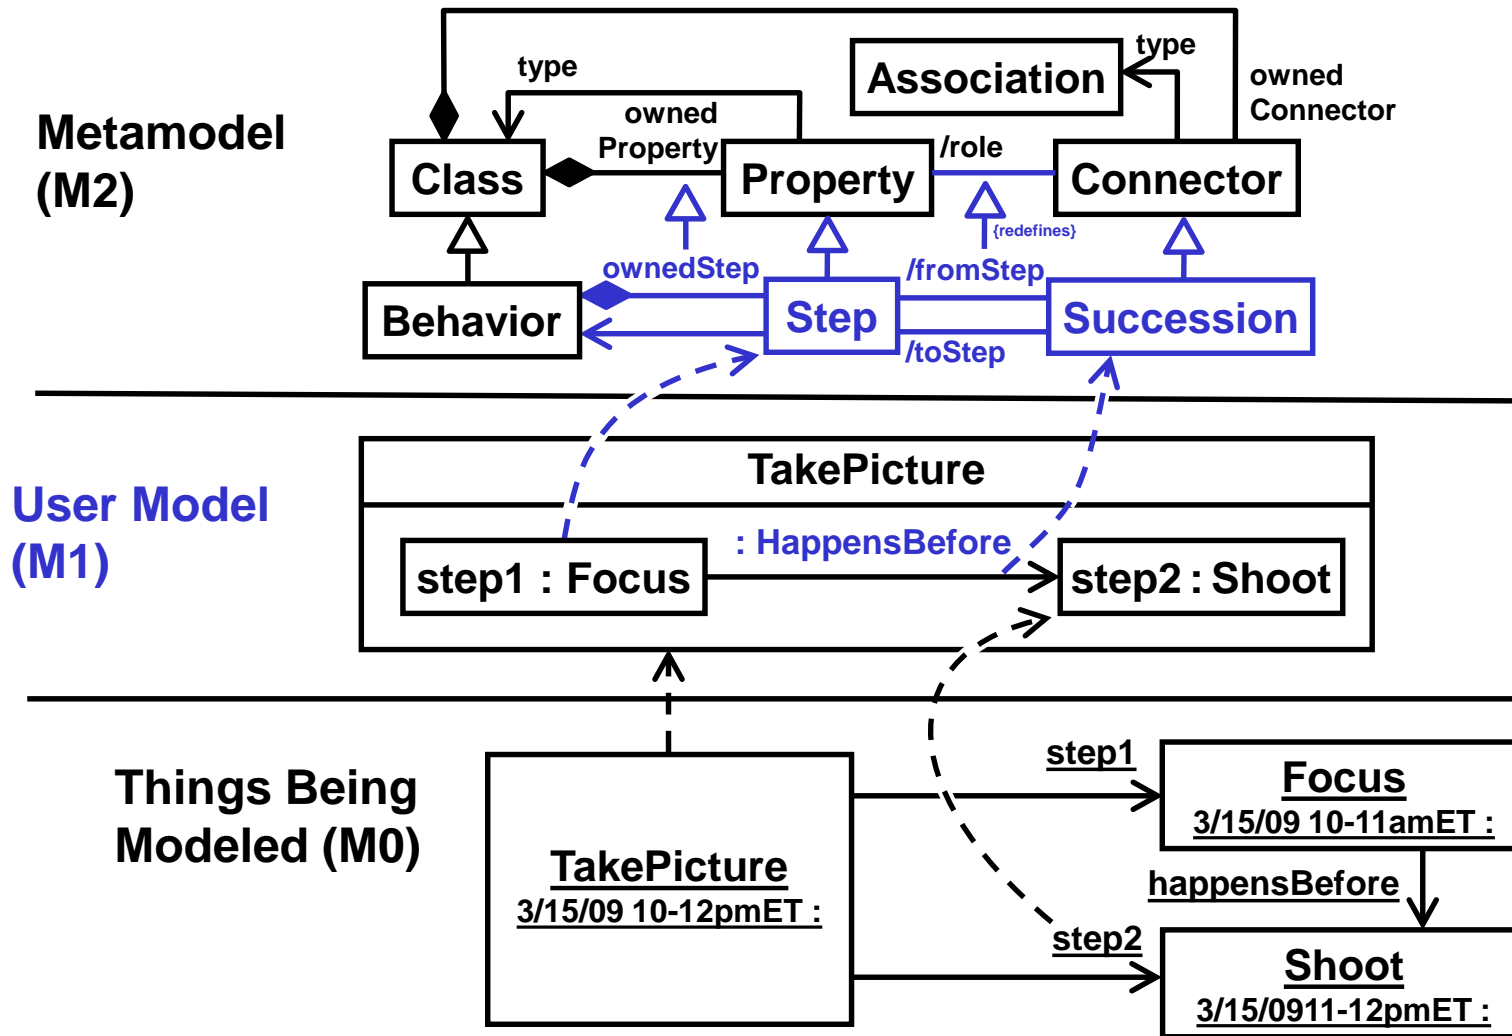 Metamodel
(M2)
type
type
Association
owned
Connector
owned
Property
/role
Class
Property
Connector
{redefines}
ownedStep
/fromStep
Behavior
Step
Succession
/toStep
User Model
(M1)
TakePicture
: HappensBefore
step1 : Focus
step2 : Shoot
Things Being
Modeled (M0)
TakePicture
3/15/09 10-12pmET :
step1
Focus
3/15/09 10-11amET :
happensBefore
step2
Shoot
3/15/0911-12pmET :